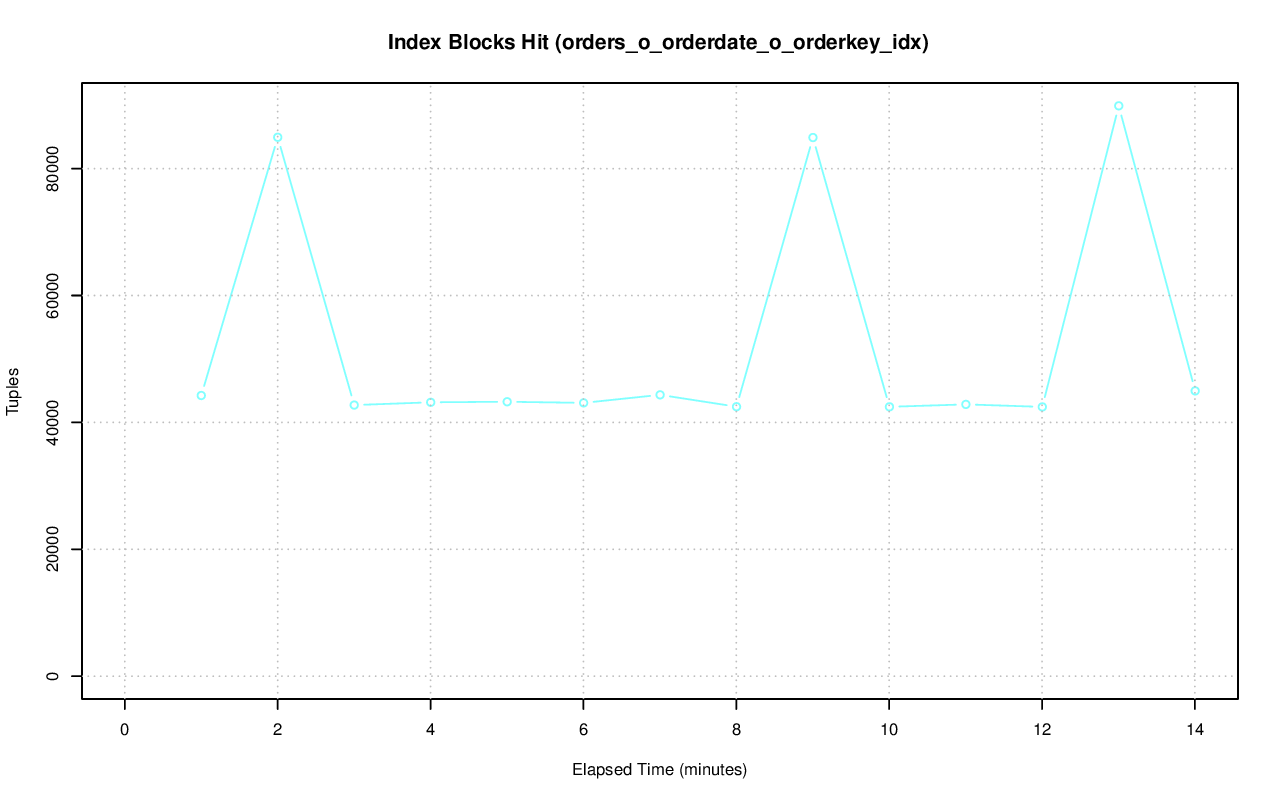 Index Blocks Hit (orders_o_orderdate_o_orderkey_idx)
Tuples
80000
60000
40000
20000
0
0 2 4 6 8 10 12 14
Elapsed Time (minutes)